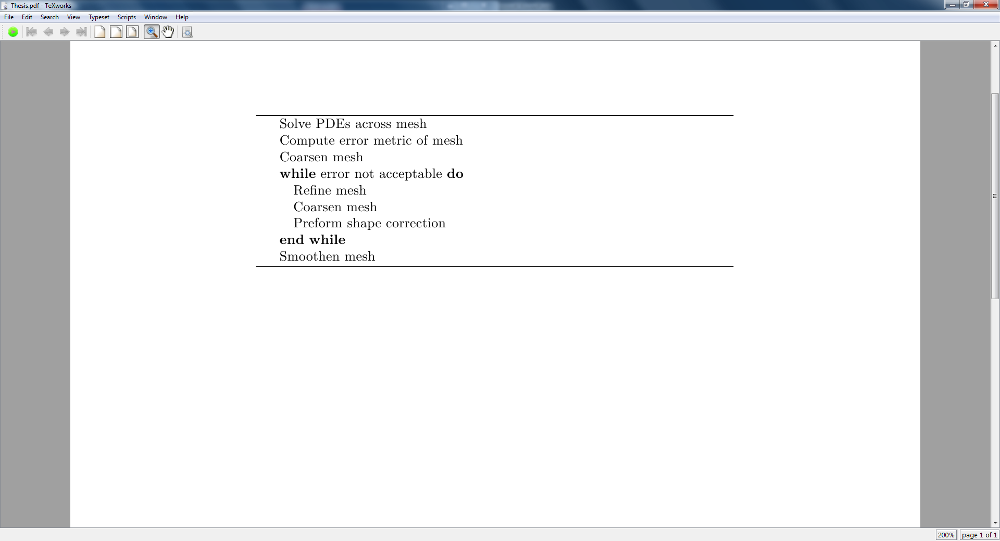 Thesis.pdf - TeXworks
File Edit Search View Typeset Scripts Window Help
Solve PDEs across mesh
Compute error metric of mesh
Coarsen mesh
while error not acceptable do
Refine mesh
Coarsen mesh
Preform shape correction
end while
Smoothen mesh
200% page 1 of 1